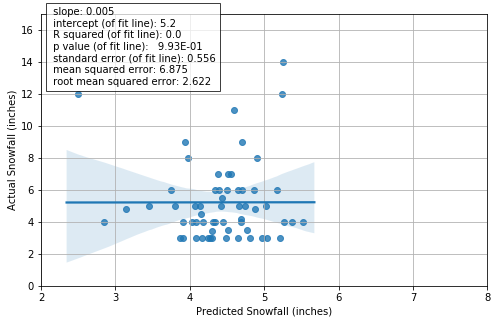 slope: 0.005
intercept (of fit line): 5.2
R squared (of fit line): 0.0
p value (of fit line): 9.93E-01
standard error (of fit line): 0.556
mean squared error: 6.875
root mean squared error: 2.622
16
14
12
10
8
6
4
2
0
Actual Snowfall (inches)
2 3 4 5 6 7 8
Predicted Snowfall (inches)